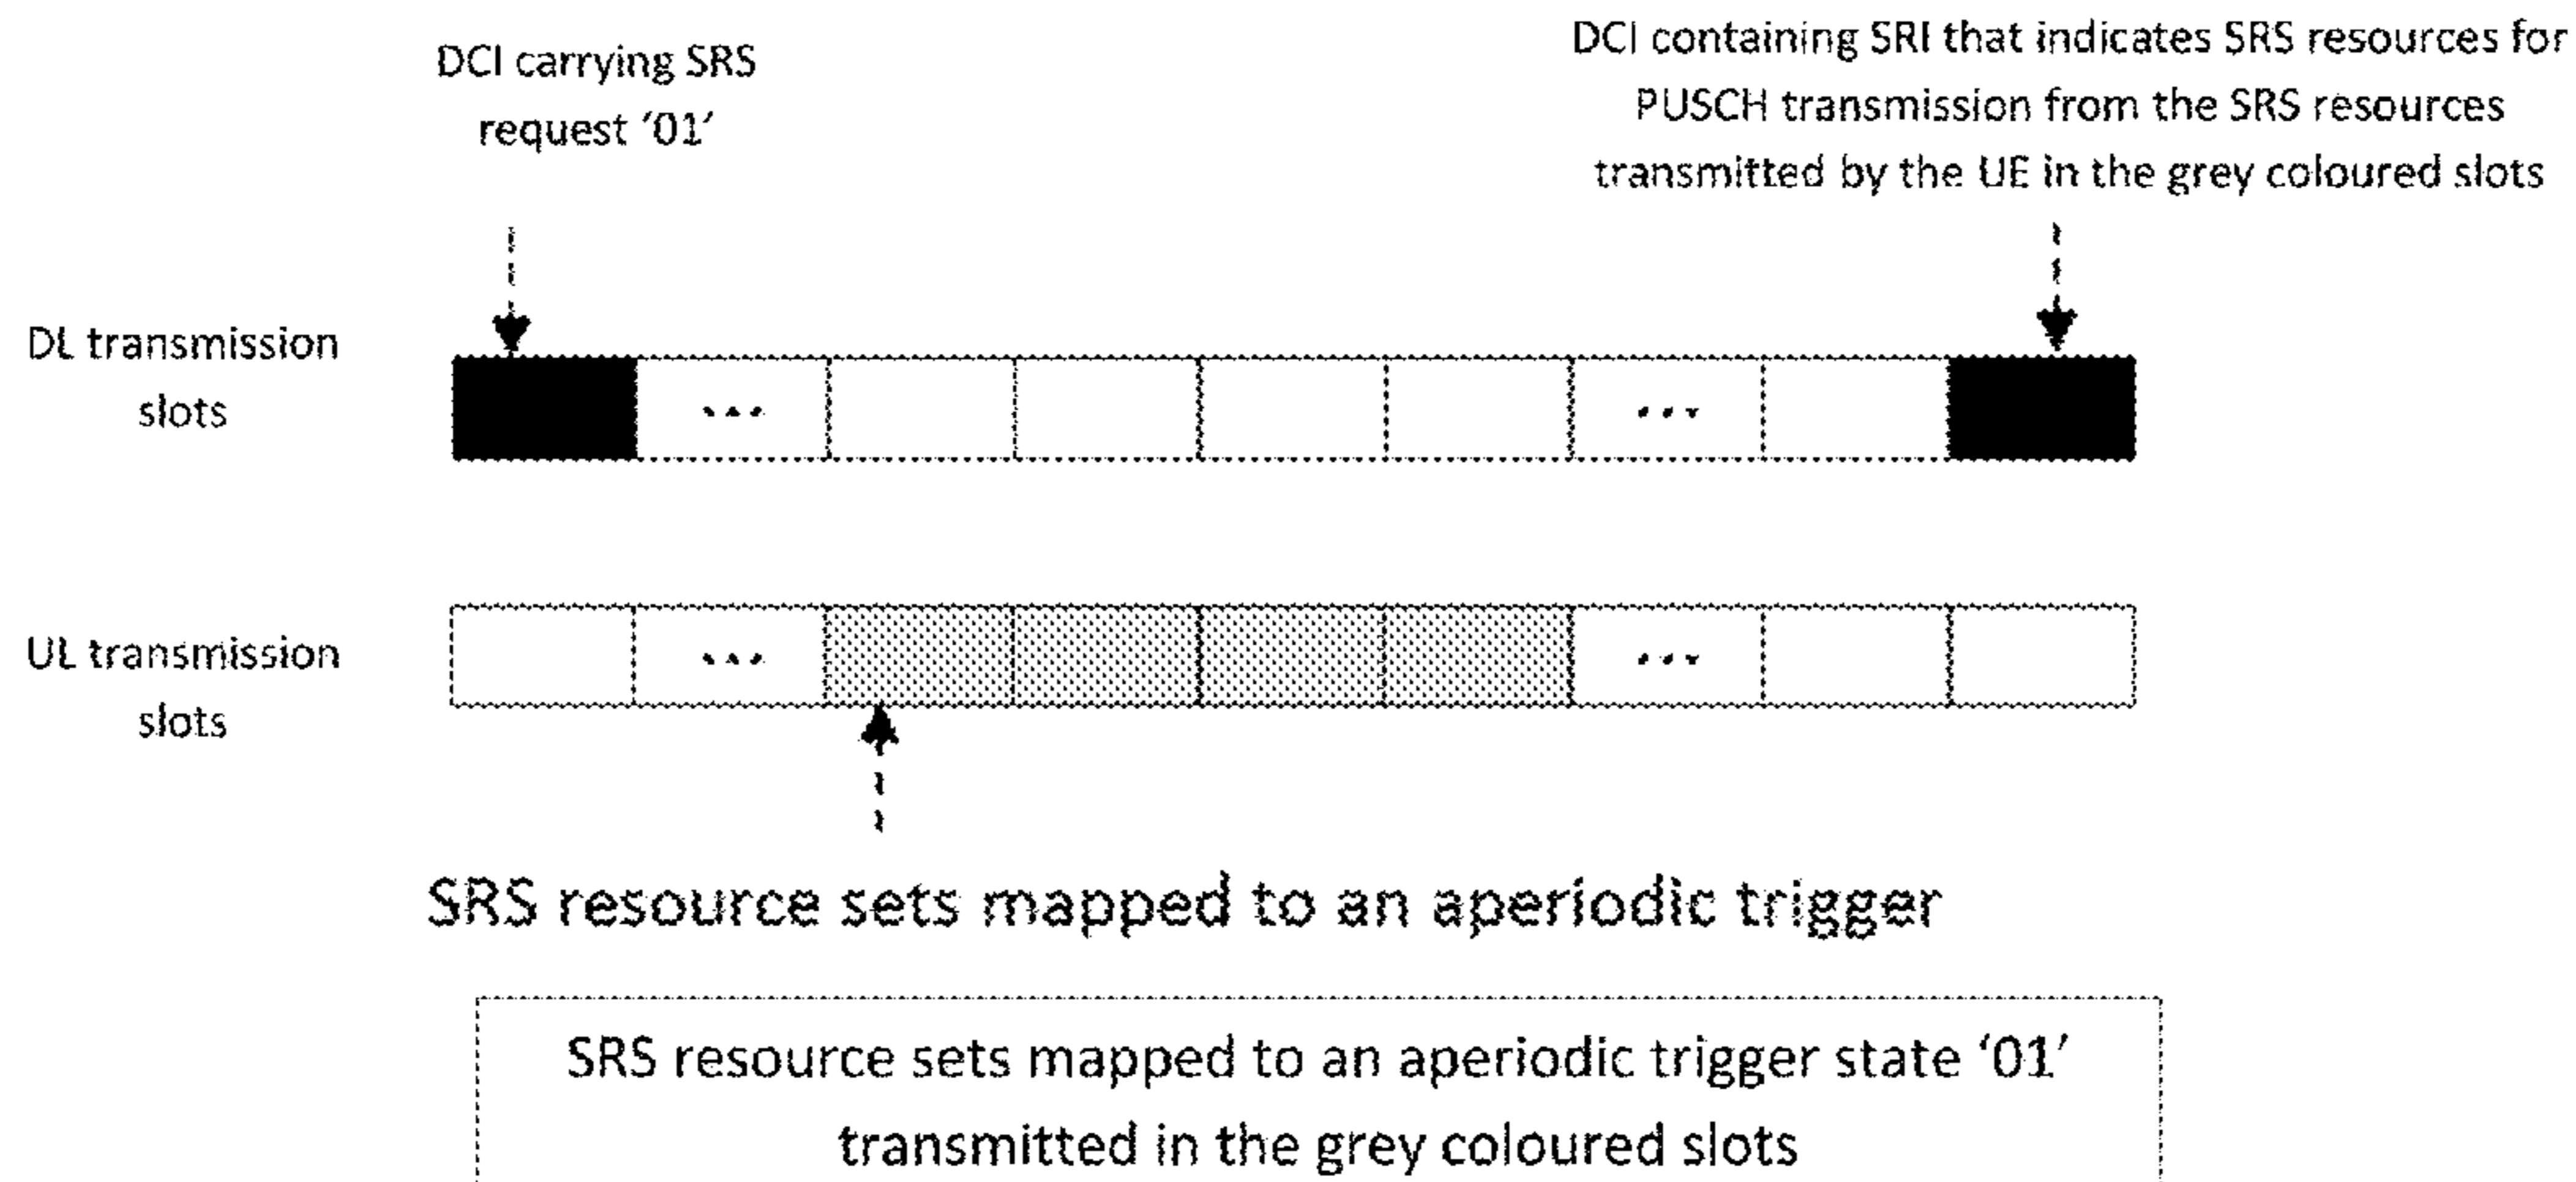 DCI carrying SRS
request ‘01’
DCI containing SRI that indicates SRS resources for
PUSCH transmission from the SRS resources
transmitted by the UE in the grey coloured slots
DL transmission
slots
...
...
UL transmission
slots
...
...
SRS resource sets mapped to an aperiodic trigger
SRS resource sets mapped to an aperiodic trigger state ‘01’
transmitted in the grey coloured slots